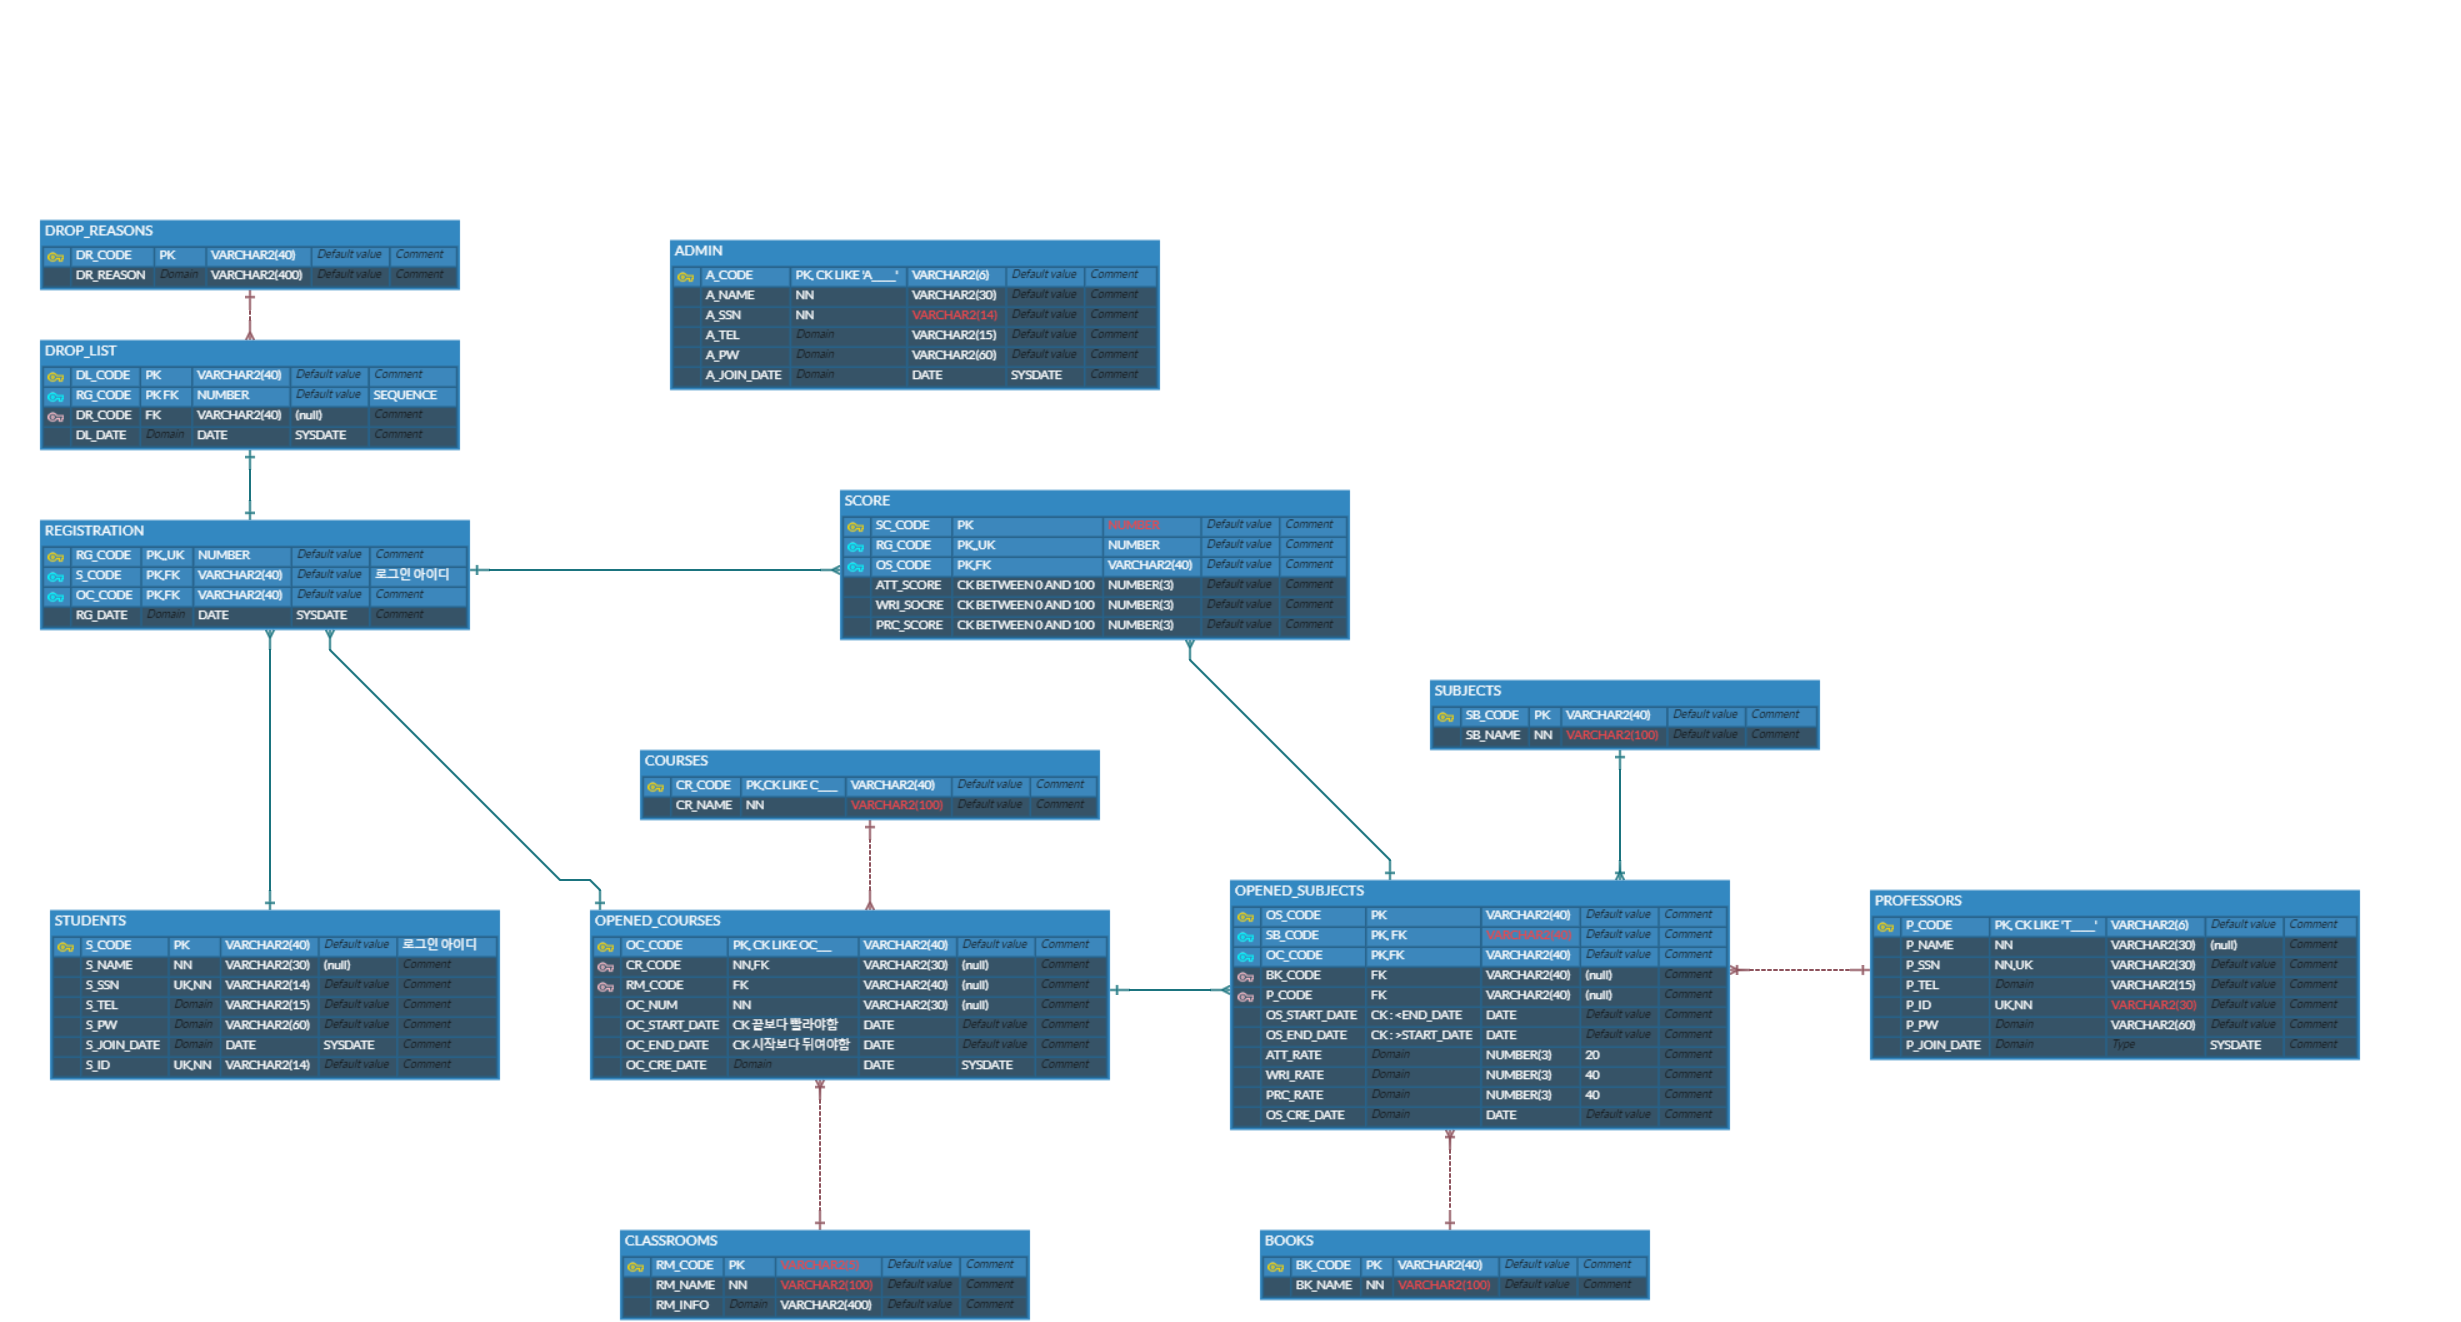 DROP_REASONS
DR_CODE PK VARCHAR2(40) Default value Comment
DR_REASON Domain VARCHAR2(400) Default value Comment
ADMIN
A_CODE PK, CK LIKE 'A____' VARCHAR2(6) Default value Comment
A_NAME NN VARCHAR2(30) Default value Comment
A_SSN NN VARCHAR2(14) Default value Comment
A_TEL Domain VARCHAR2(15) Default value Comment
A_PW Domain VARCHAR2(60) Default value Comment
A_JOIN_DATE Domain DATE SYSDATE Comment
DROP_LIST
DL_CODE PK VARCHAR2(40) Default value Comment
RG_CODE PK FK NUMBER Default value SEQUENCE
DR_CODE FK VARCHAR2(40) (null) Comment
DL_DATE Domain DATE SYSDATE Comment
SCORE
SC_CODE PK NUMBER Default value Comment
RG_CODE PK,,UK NUMBER Default value Comment
OS_CODE PK,FK VARCHAR2(40) Default value Comment
ATT_SCORE CK BETWEEN 0 AND 100 NUMBER(3) Default value Comment
WRI_SOCRE CK BETWEEN 0 AND 100 NUMBER(3) Default value Comment
PRC_SCORE CK BETWEEN 0 AND 100 NUMBER(3) Default value Comment
REGISTRATION
RG_CODE PK,,UK NUMBER Default value Comment
S_CODE PK,FK VARCHAR2(40) Default value 로그인 아이디
OC_CODE PK,FK VARCHAR2(40) Default value Comment
RG_DATE Domain DATE SYSDATE Comment
SUBJECTS
SB_CODE PK VARCHAR2(40) Default value Comment
SB_NAME NN VARCHAR2(100) Default value Comment
COURSES
CR_CODE PK,CK LIKE C___ VARCHAR2(40) Default value Comment
CR_NAME NN VARCHAR2(100) Default value Comment
STUDENTS
S_CODE PK VARCHAR2(40) Default value 로그인 아이디
S_NAME NN VARCHAR2(30) (null) Comment
S_SSN UK,NN VARCHAR2(14) Default value Comment
S_TEL Domain VARCHAR2(15) Default value Comment
S_PW Domain VARCHAR2(60) Default value Comment
S_JOIN_DATE Domain DATE SYSDATE Comment
S_ID UK,NN VARCHAR2(14) Default value Comment
OPENED_COURSES
OC_CODE PK, CK LIKE OC__ VARCHAR2(40) Default value Comment
CR_CODE NN,FK VARCHAR2(30) (null) Comment
RM_CODE FK VARCHAR2(40) (null) Comment
OC_NUM NN VARCHAR2(30) (null) Comment
OC_START_DATE CK 끝보다 빨라야함 DATE Default value Comment
OC_END_DATE CK 시작보다 뒤여야함 DATE Default value Comment
OC_CRE_DATE Domain DATE SYSDATE Comment
OPENED_SUBJECTS
OS_CODE PK VARCHAR2(40) Default value Comment
SB_CODE PK, FK VARCHAR2(40) Default value Comment
OC_CODE PK,FK VARCHAR2(40) Default value Comment
BK_CODE FK VARCHAR2(40) (null) Comment
P_CODE FK VARCHAR2(40) (null) Comment
OS_START_DATE CK : <END_DATE DATE Default value Comment
OS_END_DATE CK : >START_DATE DATE Default value Comment
ATT_RATE Domain NUMBER(3) 20 Comment
WRI_RATE Domain NUMBER(3) 40 Comment
PRC_RATE Domain NUMBER(3) 40 Comment
OS_CRE_DATE Domain DATE Default value Comment
PROFESSORS
P_CODE PK, CK LIKE 'T____' VARCHAR2(6) Default value Comment
P_NAME NN VARCHAR2(30) (null) Comment
P_SSN NN,UK VARCHAR2(30) Default value Comment
P_TEL Domain VARCHAR2(15) Default value Comment
P_ID UK,NN VARCHAR2(30) Default value Comment
P_PW Domain VARCHAR2(60) Default value Comment
P_JOIN_DATE Domain Type SYSDATE Comment
CLASSROOMS
RM_CODE PK VARCHAR2(5) Default value Comment
RM_NAME NN VARCHAR2(100) Default value Comment
RM_INFO Domain VARCHAR2(400) Default value Comment
BOOKS
BK_CODE PK VARCHAR2(40) Default value Comment
BK_NAME NN VARCHAR2(100) Default value Comment